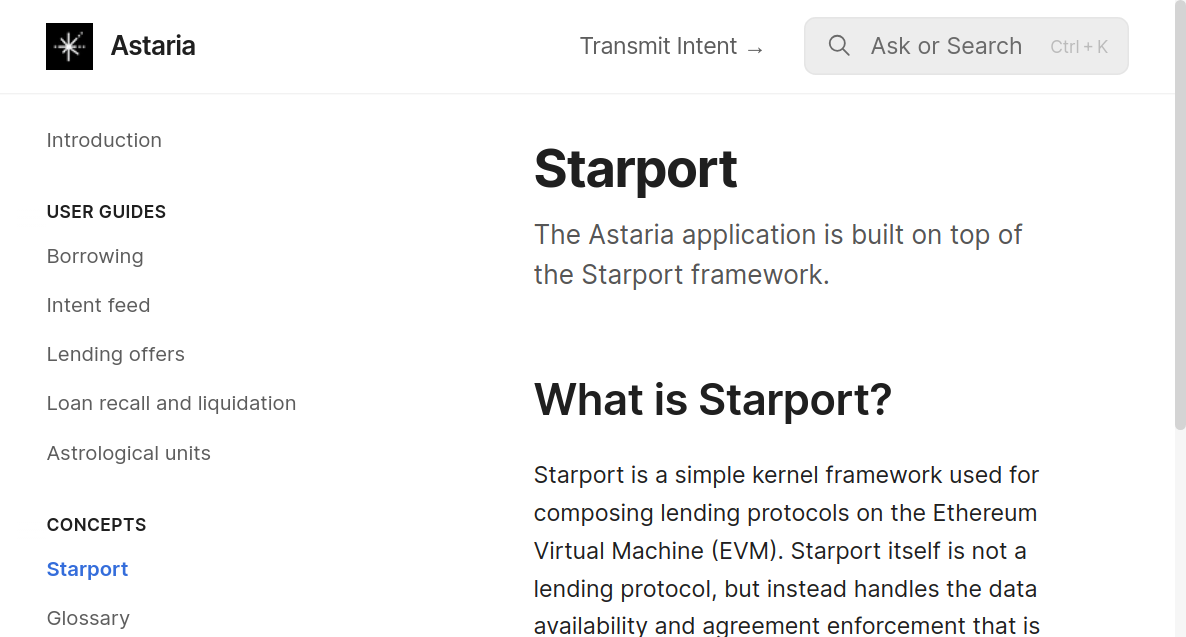 Astaria
Transmit Intent →
Ask or Search Ctrl + K
Introduction
USER GUIDES
Borrowing
Intent feed
Lending offers
Loan recall and liquidation
Astrological units
CONCEPTS
Starport
Glossary
Starport
The Astaria application is built on top of
the Starport framework.
What is Starport?
Starport is a simple kernel framework used for
composing lending protocols on the Ethereum
Virtual Machine (EVM). Starport itself is not a
lending protocol, but instead handles the data
availability and agreement enforcement that is